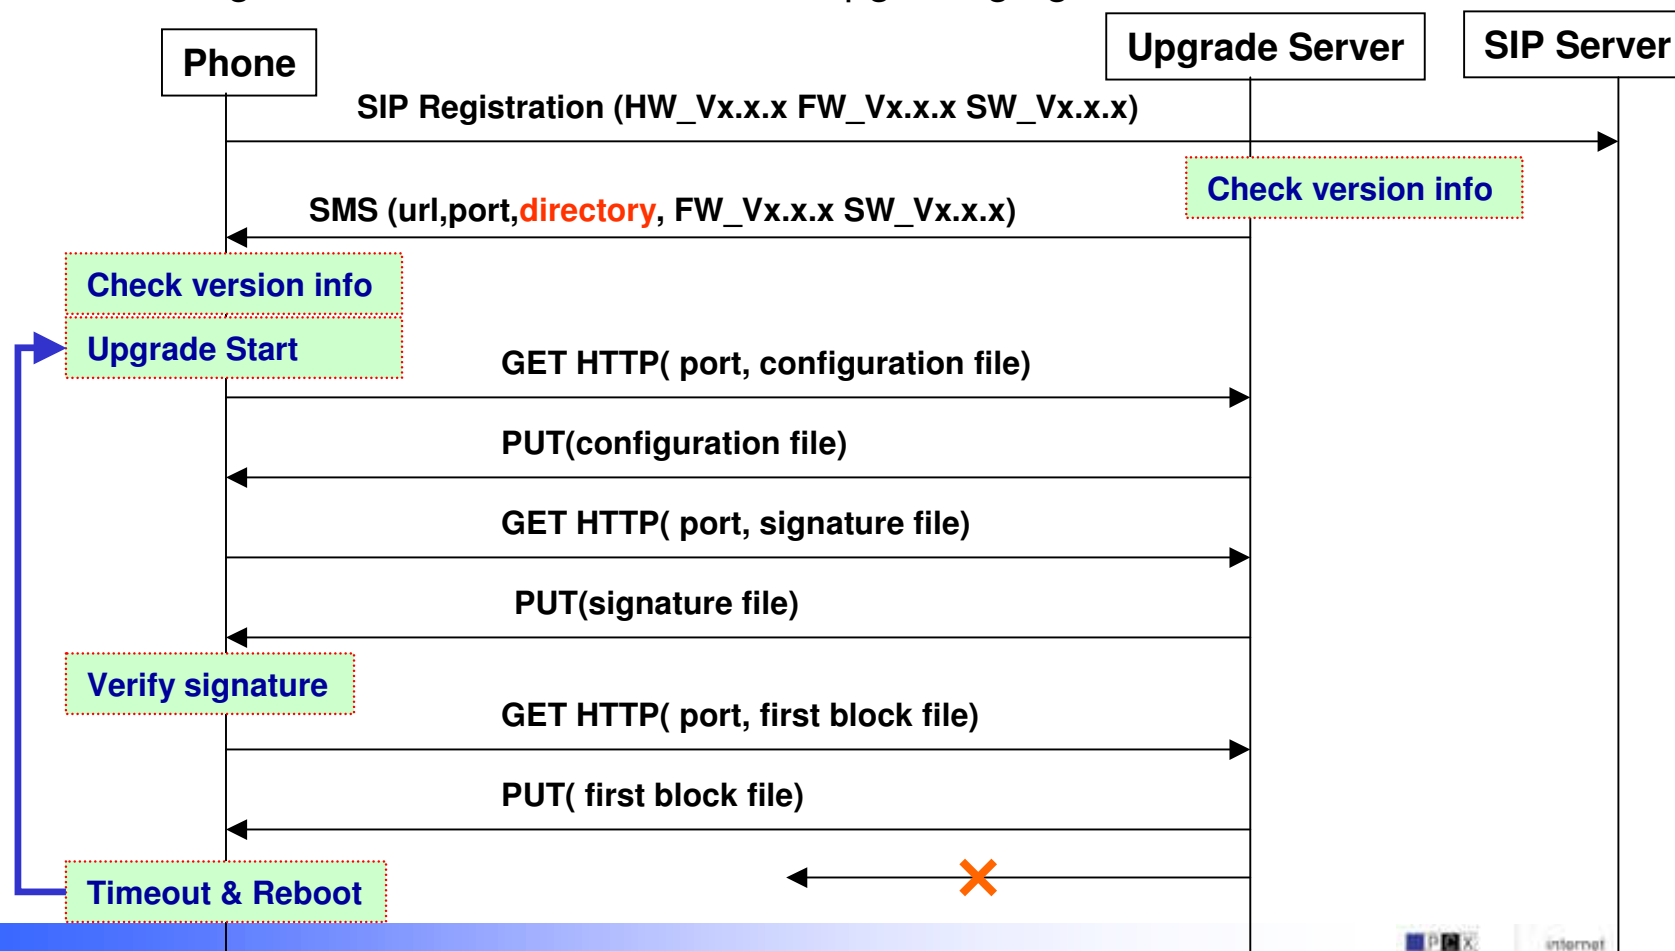 Phone
Upgrade Server
SIP Server
SIP Registration (HW_Vx.x.x FW_Vx.x.x SW_Vx.x.x)
Check version info
SMS (url,port,directory, FW_Vx.x.x SW_Vx.x.x)
Check version info
Upgrade Start
GET HTTP( port, configuration file)
PUT(configuration file)
GET HTTP( port, signature file)
PUT(signature file)
Verify signature
GET HTTP( port, first block file)
PUT( first block file)
Timeout & Reboot
PCX
internet